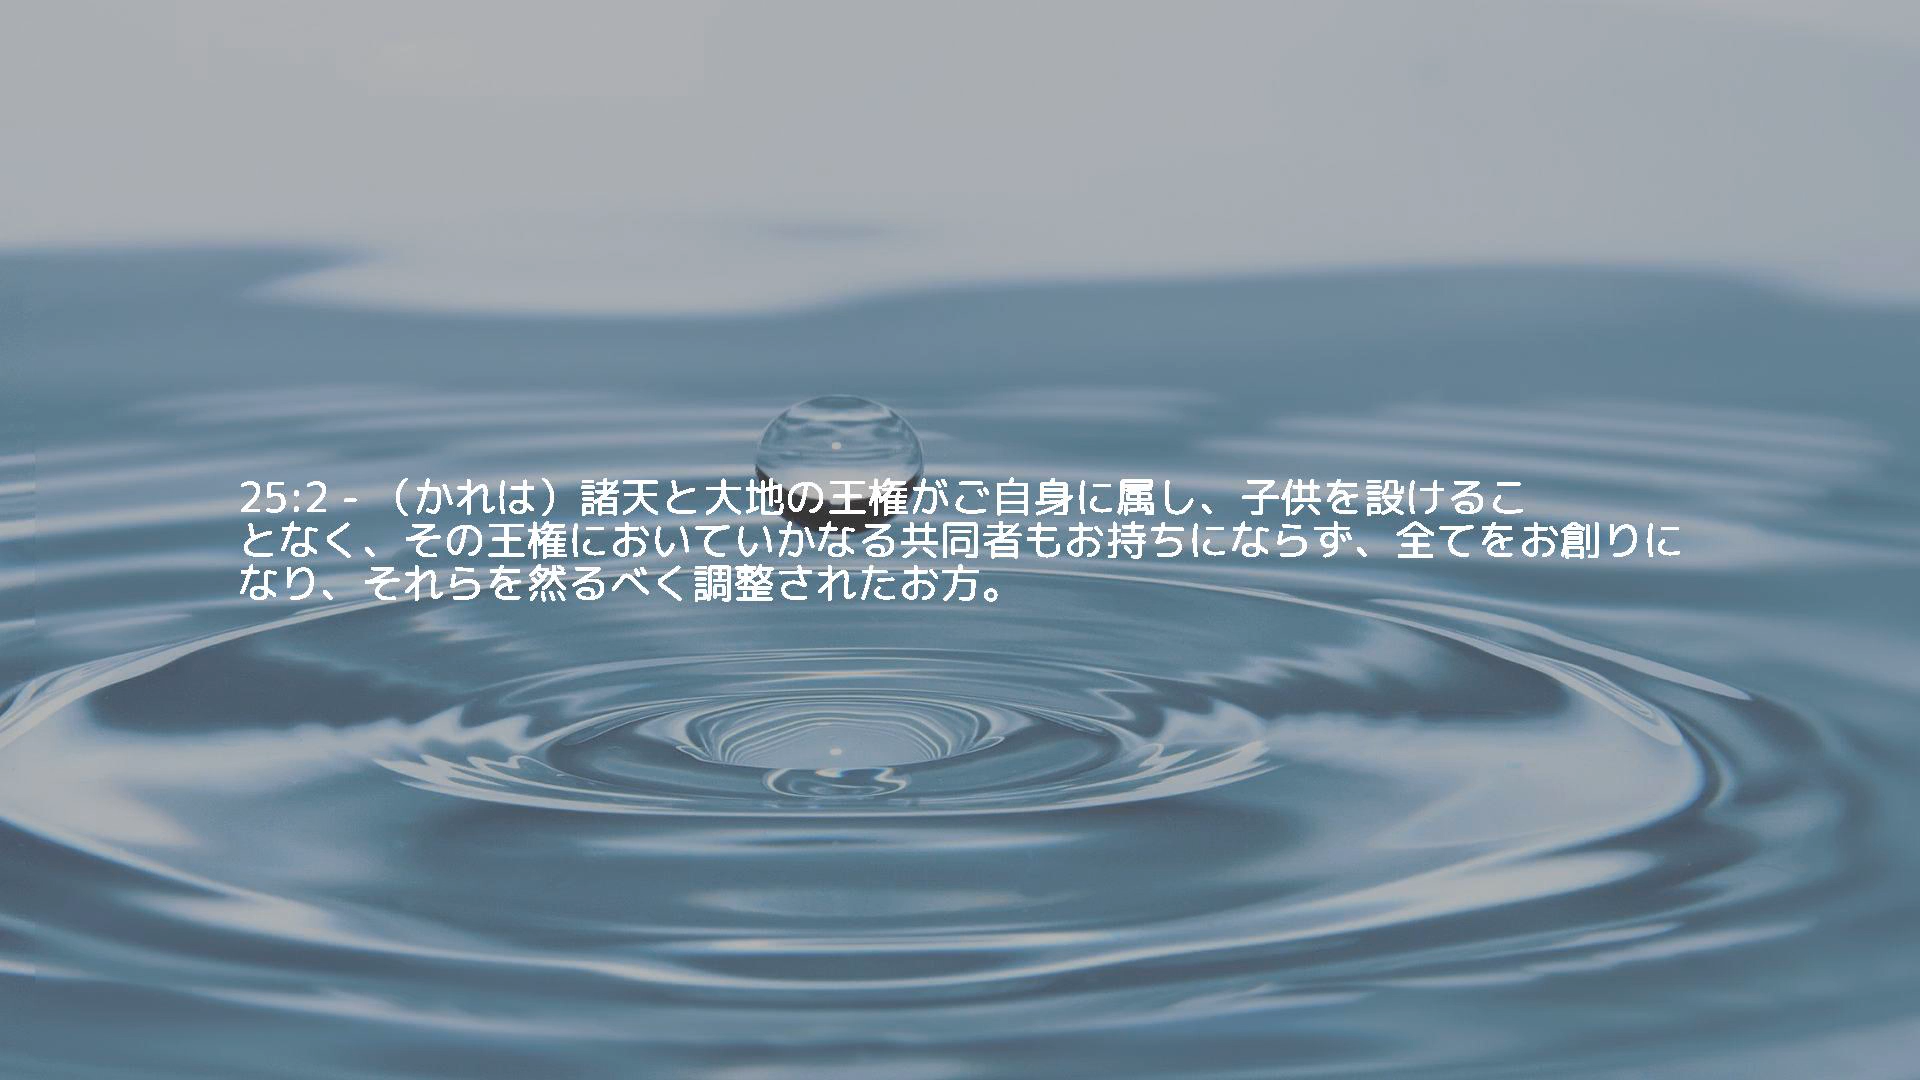 25:2 - （かれは）諸天と大地の王権がご自身に属し、子供を設けるこ
となく、その王権においていかなる共同者もお持ちにならず、全てをお創りに
なり、それらを然るべく調整されたお方。